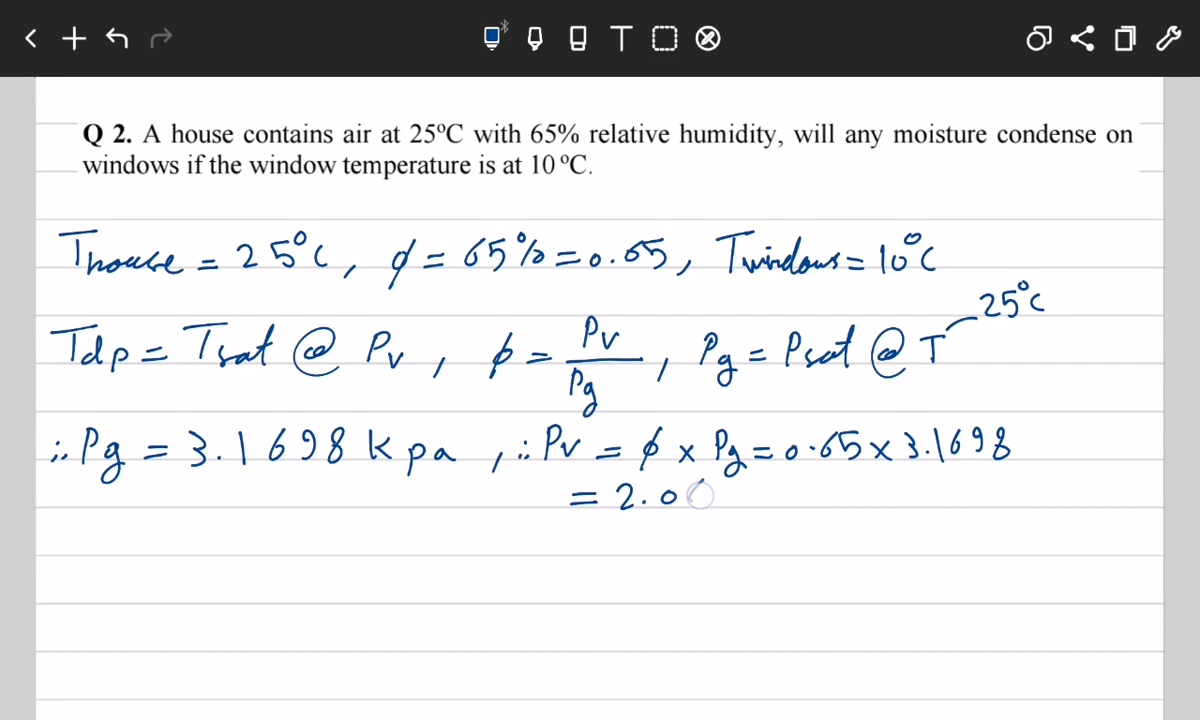 Q 2. A house contains air at 25ºC with 65% relative humidity, will any moisture condense on
windows if the window temperature is at 10 ºC.
Thouse = 25°C, ϕ = 65% = 0.65, Twindows = 10°C
25°C
Tdp = Tsat @ Pv, ϕ = Pv/Pg, Pg = Psat @ T
∴ Pg = 3.1698 kpa, ∴ Pv = ϕ × Pg = 0.65 × 3.1698
= 2.0